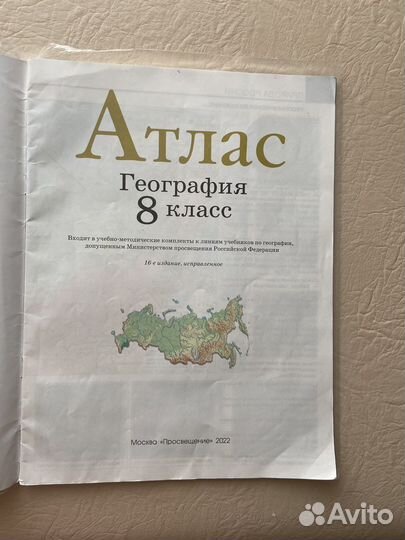 Атлас
География
8 класс
Входит в учебно-методические комплекты к линиям учебников по географии,
допущенным Министерством просвещения Российской Федерации
16-е издание, исправленное
Москва «Просвещение» 2022
Avito